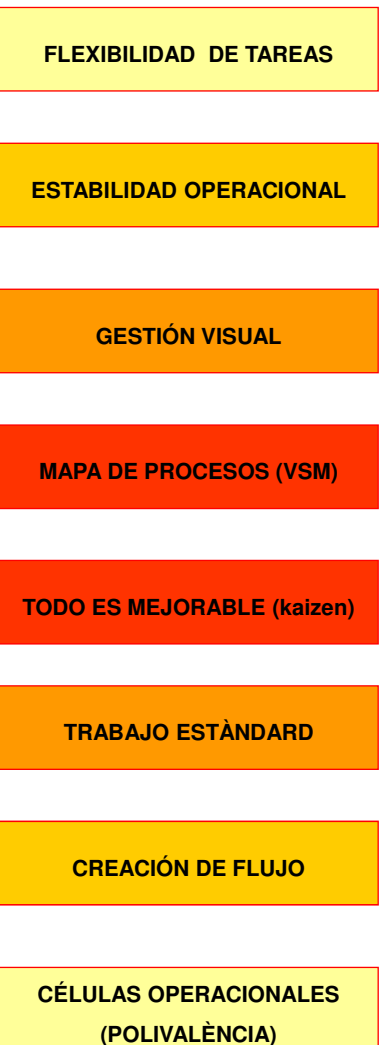 FLEXIBILIDAD DE TAREAS
ESTABILIDAD OPERACIONAL
GESTIÓN VISUAL
MAPA DE PROCESOS (VSM)
TODO ES MEJORABLE (kaizen)
TRABAJO ESTÀNDARD
CREACIÓN DE FLUJO
CÉLULAS OPERACIONALES
(POLIVALÈNCIA)